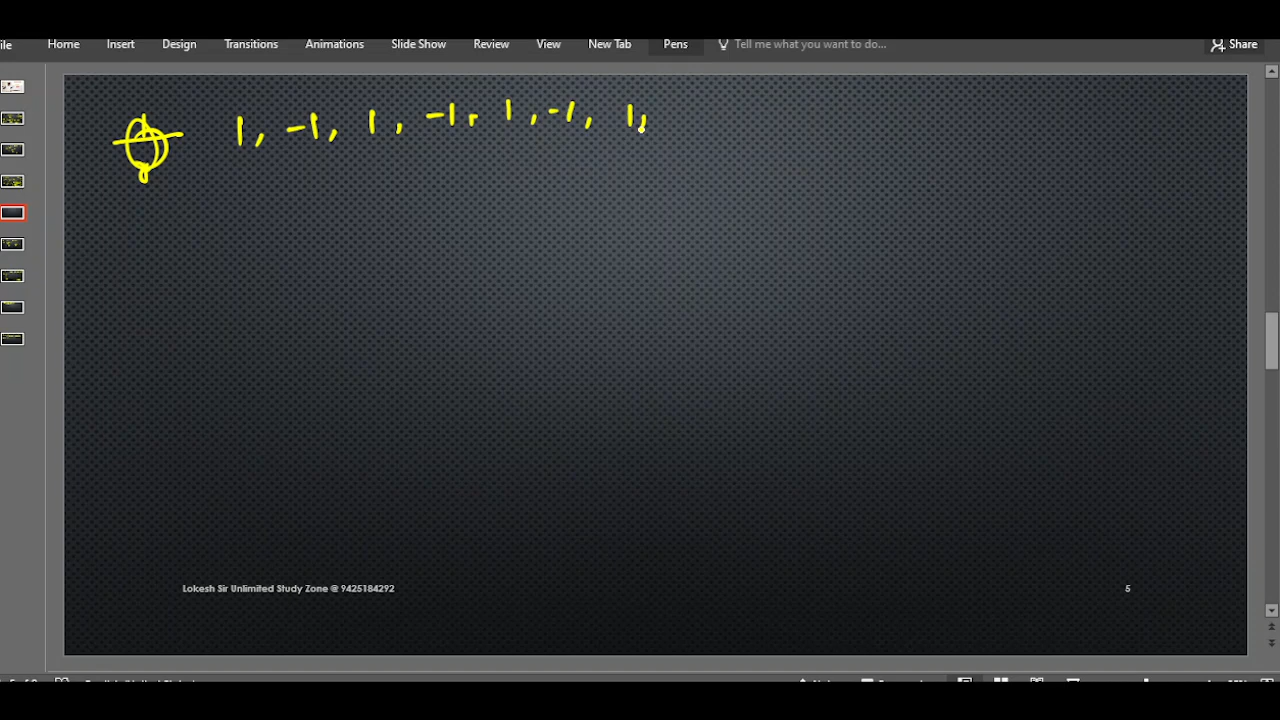 File Home Insert Design Transitions Animations Slide Show Review View New Tab Pens Tell me what you want to do... Share
1, -1, 1, -1, 1, -1, 1,
Lokesh Sir Unlimited Study Zone @ 9425184292 5